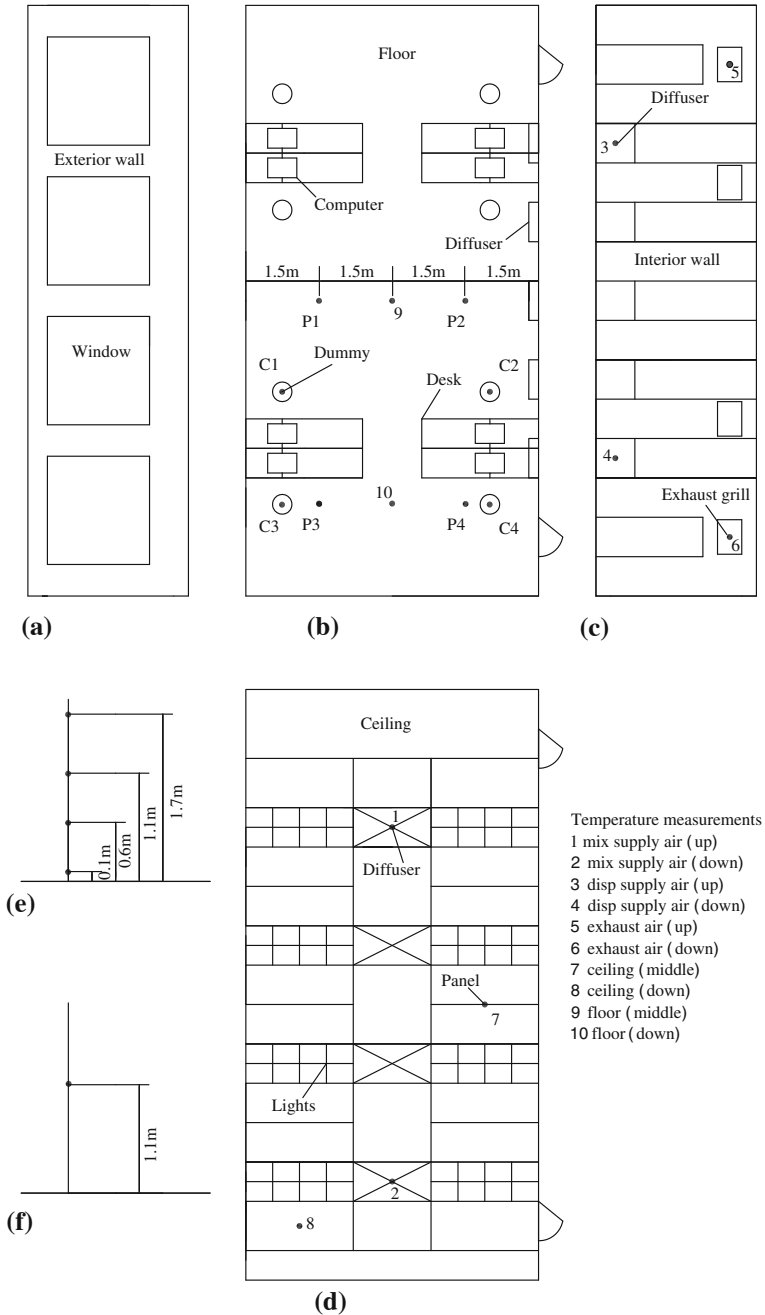 Exterior wall
Window
(a)
Floor
Computer
Diffuser
1.5m 1.5m 1.5m 1.5m
P1 9 P2
C1 Dummy C2
Desk
10
C3 P3 P4 C4
(b)
5
Diffuser
3
Interior wall
4
Exhaust grill
6
(c)
0.1m
0.6m
1.1m
1.7m
(e)
1.1m
(f)
Ceiling
1
Diffuser
Panel
7
Lights
2
8
(d)
Temperature measurements
1 mix supply air (up)
2 mix supply air (down)
3 disp supply air (up)
4 disp supply air (down)
5 exhaust air (up)
6 exhaust air (down)
7 ceiling (middle)
8 ceiling (down)
9 floor (middle)
10 floor (down)